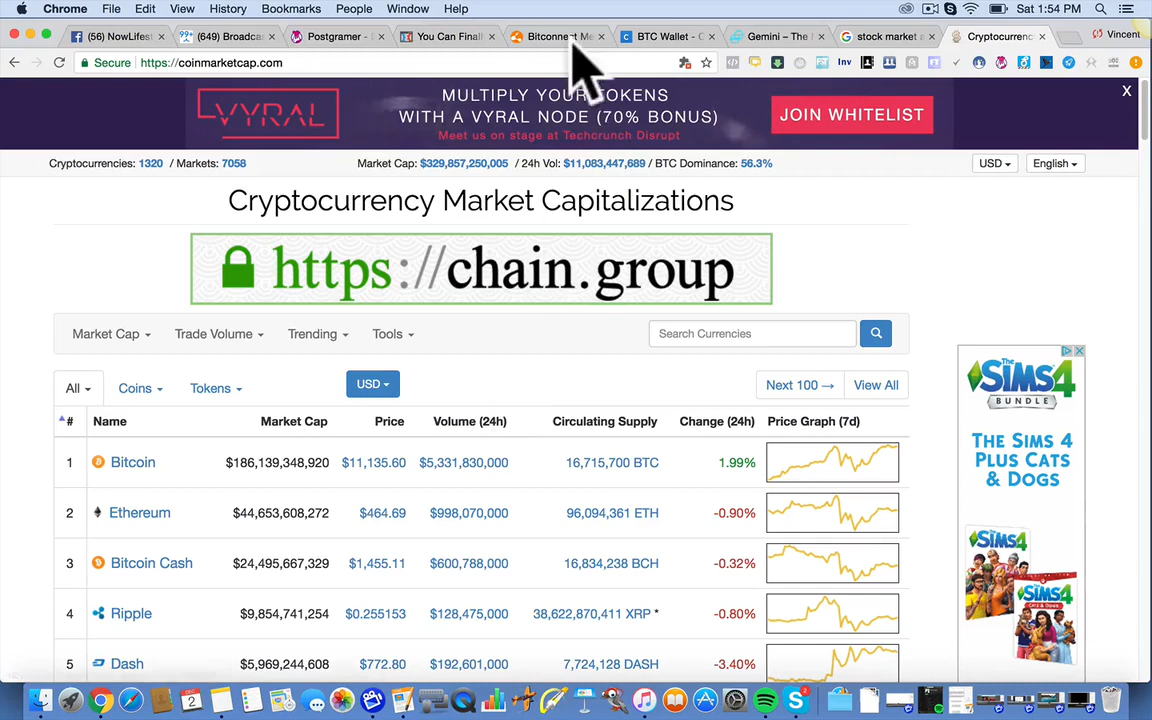 Chrome File Edit View History Bookmarks People Window Help Sat 1:54 PM
(56) NowLifest (649) Broadcas Postgramer - You Can Finall Bitconnect Me BTC Wallet - C Gemini – The stock market a Cryptocurrenc Vincent
Secure https://coinmarketcap.com Inv
VYRAL
MULTIPLY YOUR TOKENS
WITH A VYRAL NODE (70% BONUS)
Meet us on stage at Techcrunch Disrupt
JOIN WHITELIST
X
Cryptocurrencies: 1320 / Markets: 7058 Market Cap: $329,857,250,005 / 24h Vol: $11,083,447,689 / BTC Dominance: 56.3% USD English
Cryptocurrency Market Capitalizations
https://chain.group
Market Cap Trade Volume Trending Tools Search Currencies
All Coins Tokens USD Next 100 → View All
# Name Market Cap Price Volume (24h) Circulating Supply Change (24h) Price Graph (7d)
1 Bitcoin $186,139,348,920 $11,135.60 $5,331,830,000 16,715,700 BTC 1.99%
2 Ethereum $44,653,608,272 $464.69 $998,070,000 96,094,361 ETH -0.90%
3 Bitcoin Cash $24,495,667,329 $1,455.11 $600,788,000 16,834,238 BCH -0.32%
4 Ripple $9,854,741,254 $0.255153 $128,475,000 38,622,870,411 XRP * -0.80%
5 Dash $5,969,244,608 $772.80 $192,601,000 7,724,128 DASH -3.40%
The SIMS 4
BUNDLE
THE SIMS 4
PLUS CATS
& DOGS